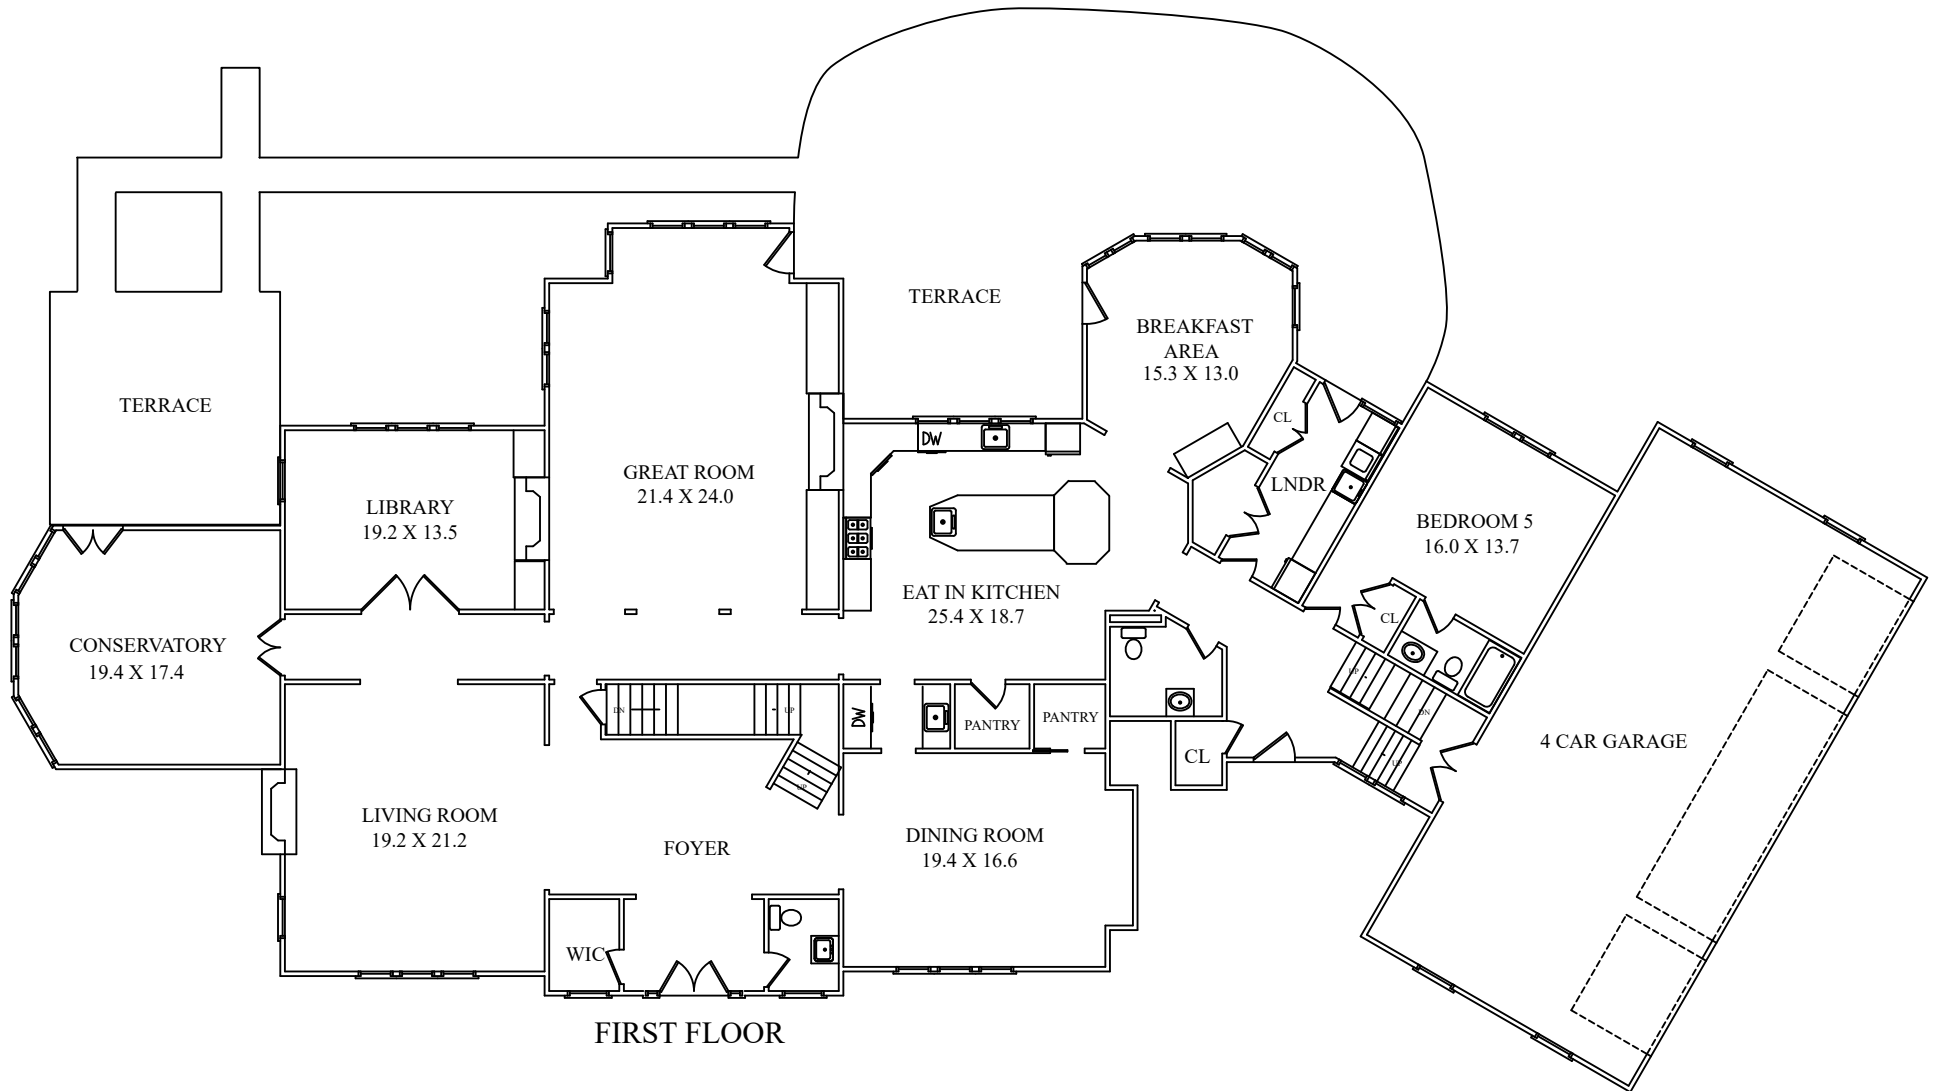 TERRACE
BREAKFAST
AREA
15.3 X 13.0
TERRACE
CL
DW
GREAT ROOM
21.4 X 24.0
LNDR
LIBRARY
19.2 X 13.5
BEDROOM 5
16.0 X 13.7
EAT IN KITCHEN
25.4 X 18.7
CL
CONSERVATORY
19.4 X 17.4
UP
DN
UP
DW
PANTRY
PANTRY
DN
UP
CL
4 CAR GARAGE
UP
LIVING ROOM
19.2 X 21.2
FOYER
DINING ROOM
19.4 X 16.6
WIC
FIRST FLOOR